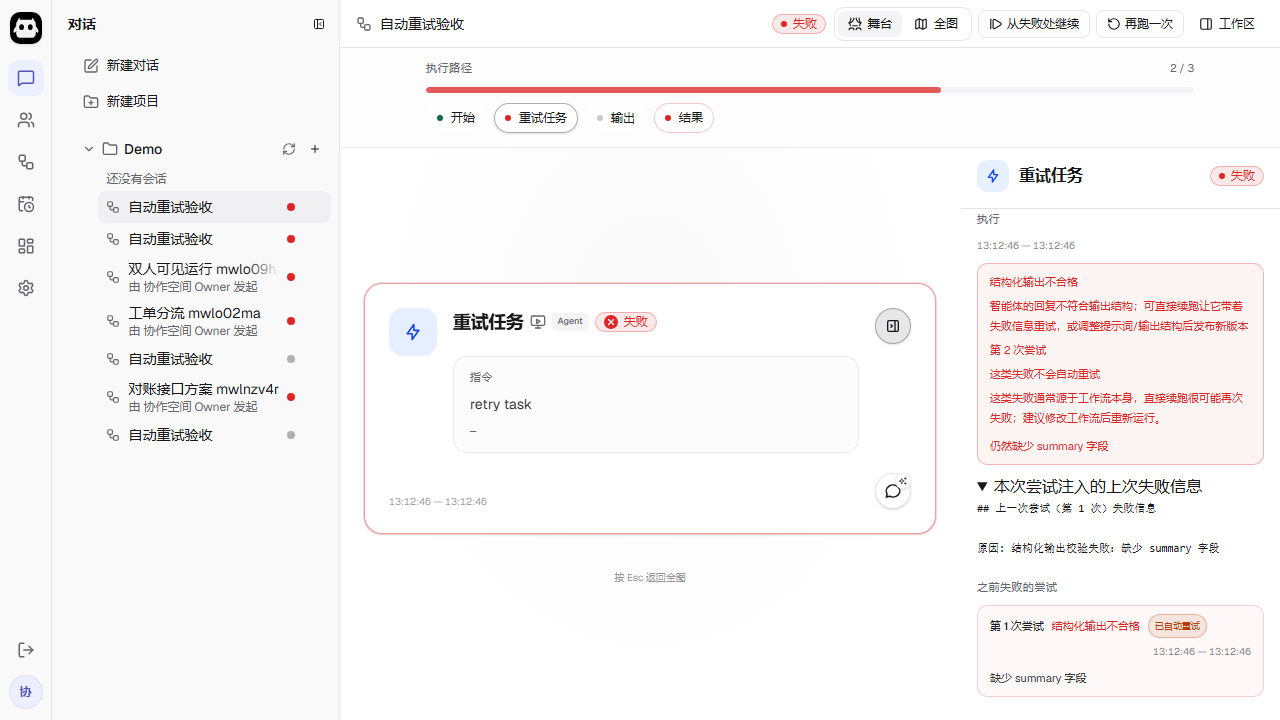 对话
新建对话
新建项目
Demo
还没有会话
自动重试验收
自动重试验收
双人可见运行 mwlo09h
由 协作空间 Owner 发起
工单分流 mwlo02ma
由 协作空间 Owner 发起
自动重试验收
对账接口方案 mwlnzv4r
由 协作空间 Owner 发起
自动重试验收
协
自动重试验收
失败
舞台
全图
从失败处继续
再跑一次
工作区
执行路径
2 / 3
开始
重试任务
输出
结果
重试任务
Agent
失败
指令
retry task
–
13:12:46 — 13:12:46
按 Esc 返回全图
重试任务
失败
执行
13:12:46 — 13:12:46
结构化输出不合格
智能体的回复不符合输出结构；可直接续跑让它带着
失败信息重试，或调整提示词/输出结构后发布新版本
第 2 次尝试
这类失败不会自动重试
这类失败通常源于工作流本身，直接续跑很可能再次
失败；建议修改工作流后重新运行。
仍然缺少 summary 字段
▼ 本次尝试注入的上次失败信息
## 上一次尝试（第 1 次）失败信息
原因: 结构化输出校验失败：缺少 summary 字段
之前失败的尝试
第 1 次尝试 结构化输出不合格 已自动重试
13:12:46 — 13:12:46
缺少 summary 字段